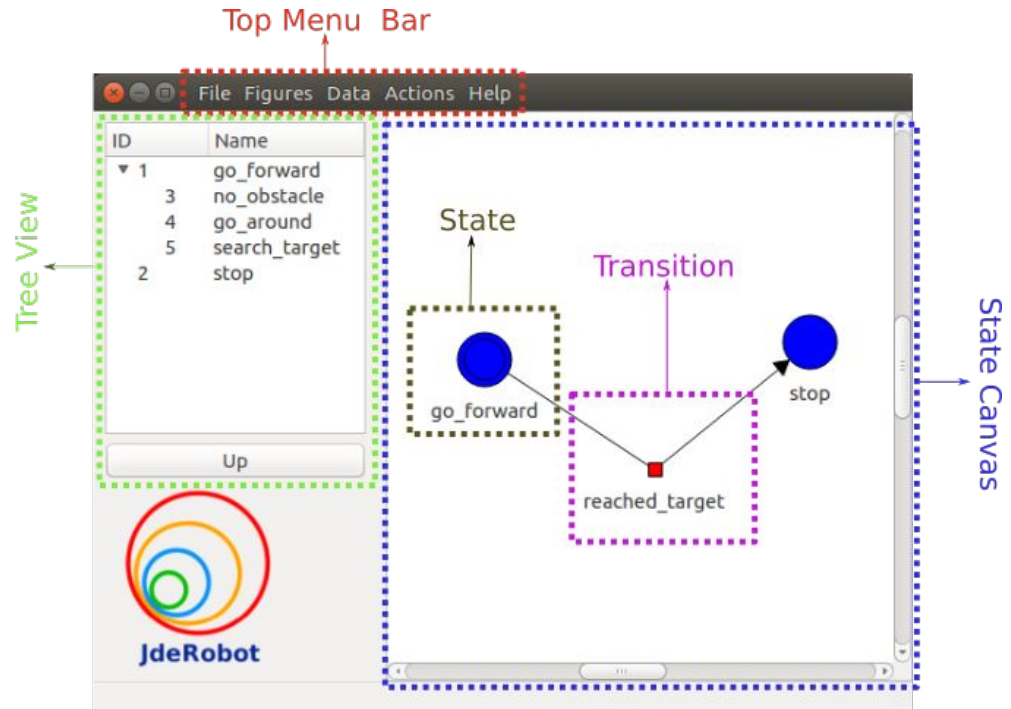 Top Menu Bar
File Figures Data Actions Help
ID Name
1 go_forward
3 no_obstacle
4 go_around
5 search_target
2 stop
Up
JdeRobot
Tree View
State
Transition
go_forward
reached_target
stop
State Canvas